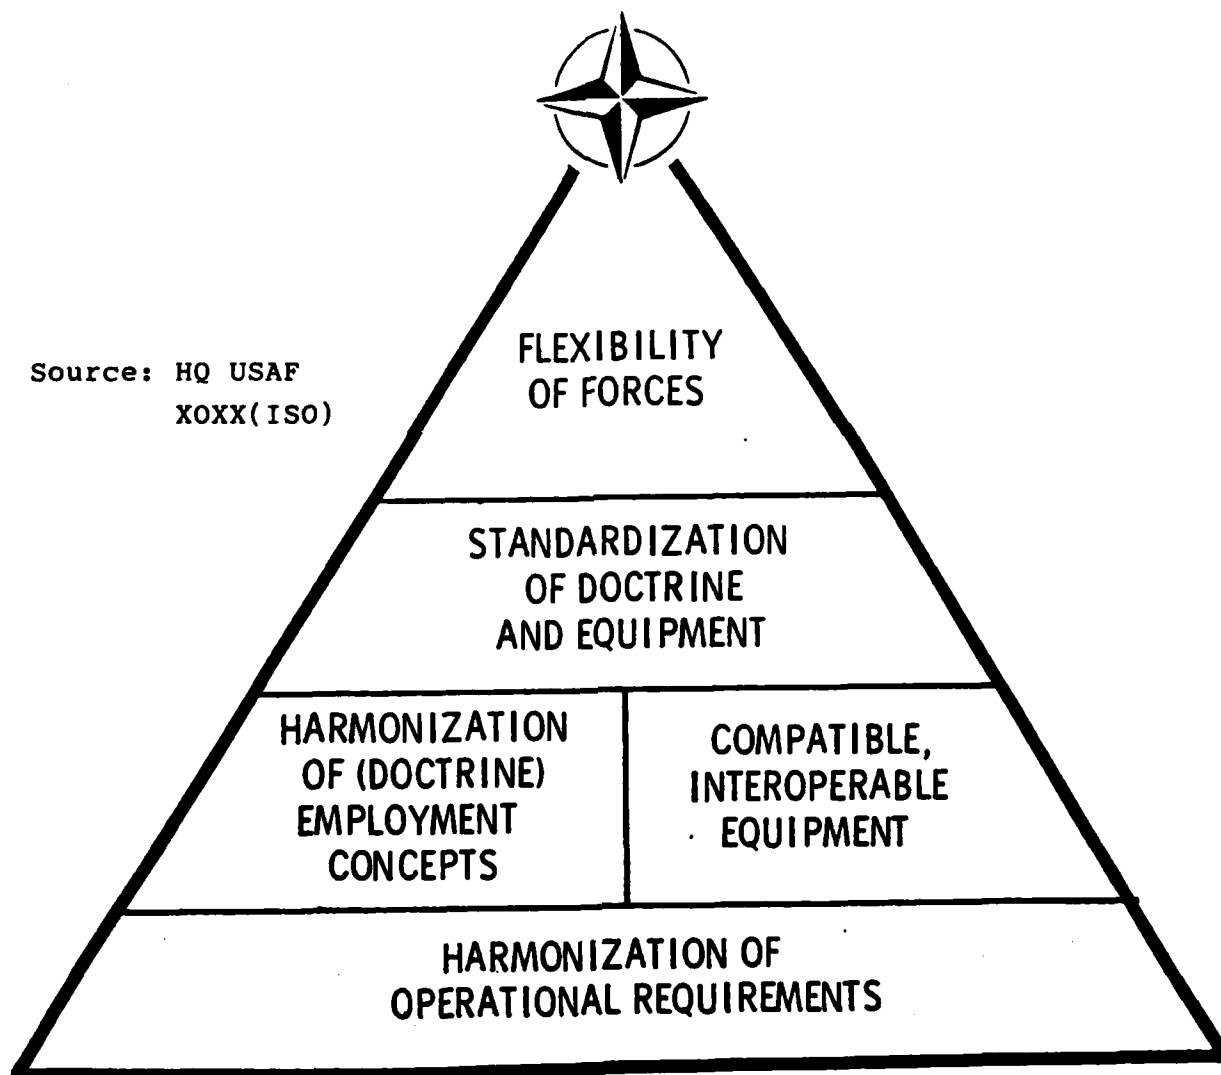 FLEXIBILITY
OF FORCES
Source: HQ USAF
XOXX(ISO)
STANDARDIZATION
OF DOCTRINE
AND EQUIPMENT
HARMONIZATION
OF (DOCTRINE)
EMPLOYMENT
CONCEPTS
COMPATIBLE,
INTEROPERABLE
EQUIPMENT
HARMONIZATION OF
OPERATIONAL REQUIREMENTS